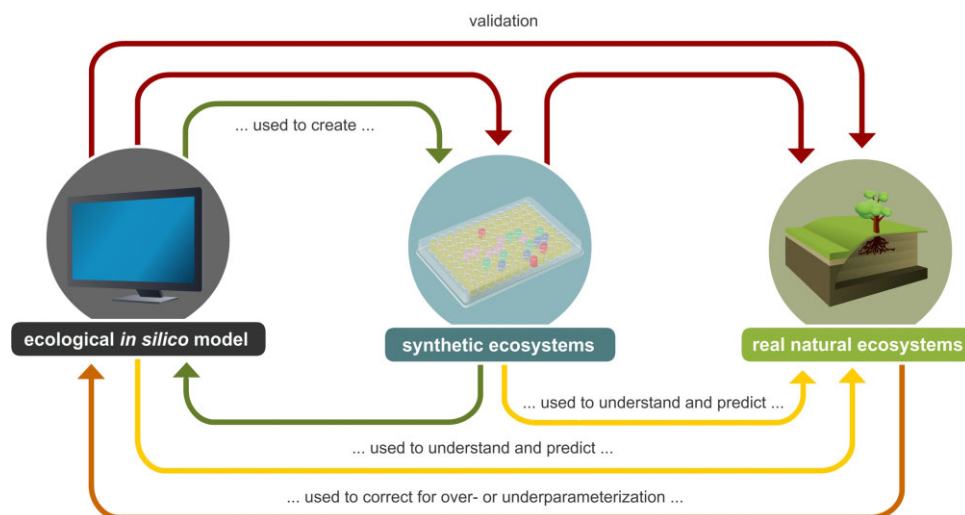 validation
... used to create ...
ecological in silico model
synthetic ecosystems
real natural ecosystems
... used to understand and predict ...
... used to understand and predict ...
... used to correct for over- or underparameterization ...